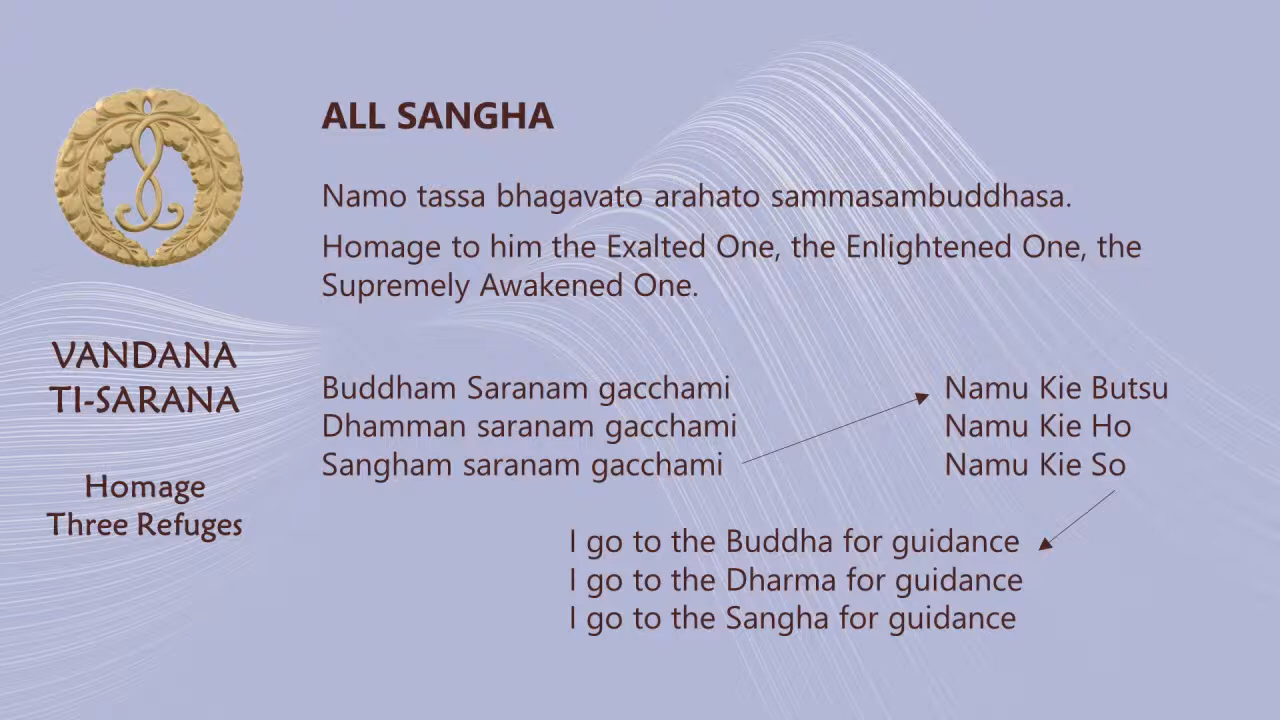 VANDANA
TI-SARANA
Homage
Three Refuges
ALL SANGHA
Namo tassa bhagavato arahato sammasambuddhasa.
Homage to him the Exalted One, the Enlightened One, the
Supremely Awakened One.
Buddham Saranam gacchami
Dhamman saranam gacchami
Sangham saranam gacchami
Namu Kie Butsu
Namu Kie Ho
Namu Kie So
I go to the Buddha for guidance
I go to the Dharma for guidance
I go to the Sangha for guidance